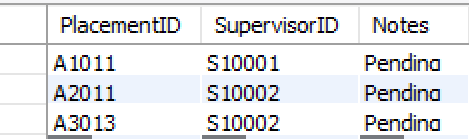 PlacementID SupervisorID Notes
A1011 S10001 Pending
A2011 S10002 Pending
A3013 S10002 Pending